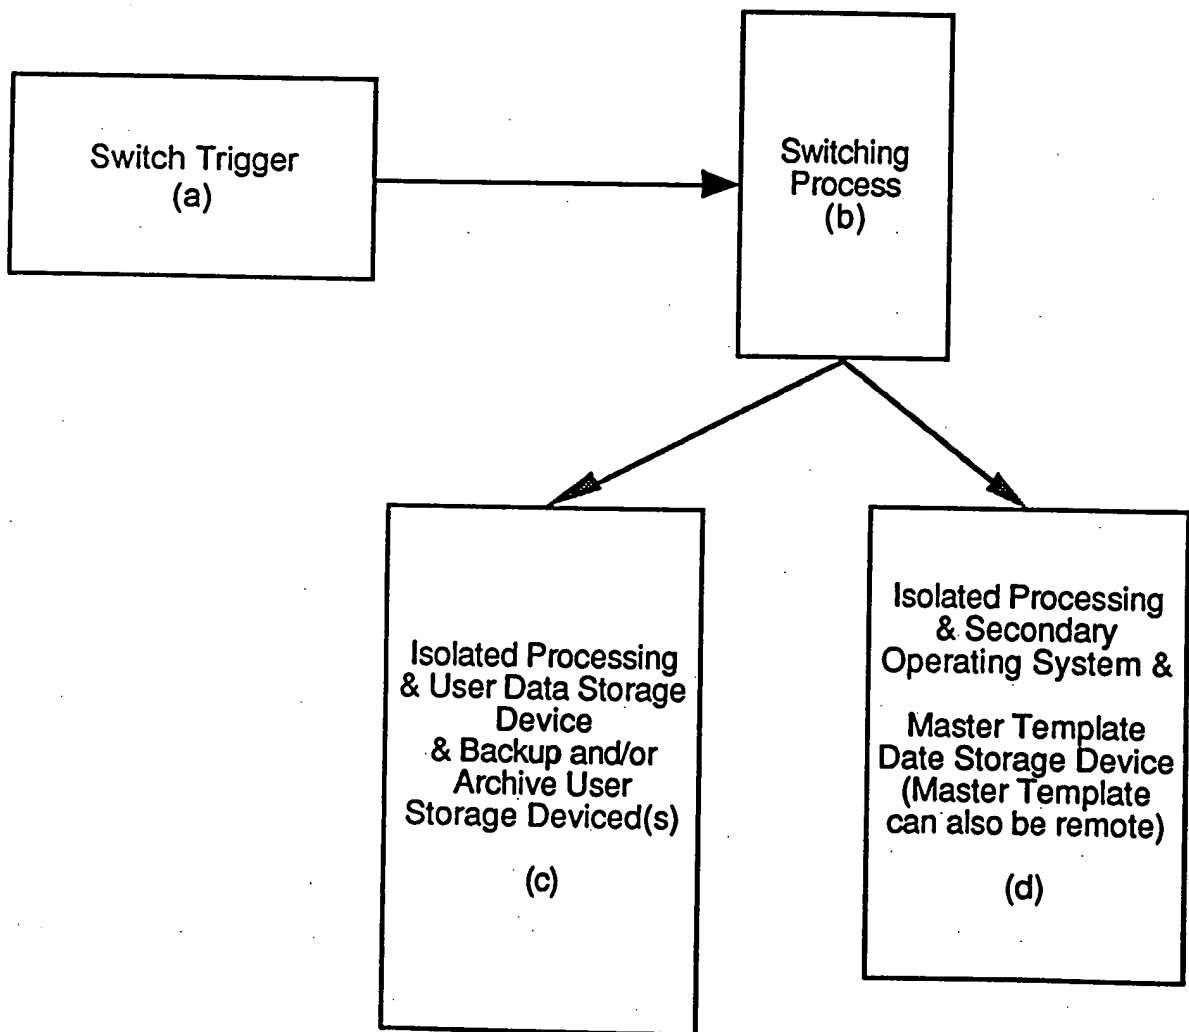 Switch Trigger
(a)
Switching
Process
(b)
Isolated Processing
& User Data Storage
Device
& Backup and/or
Archive User
Storage Deviced(s)
(c)
Isolated Processing
& Secondary
Operating System &
Master Template
Date Storage Device
(Master Template
can also be remote)
(d)